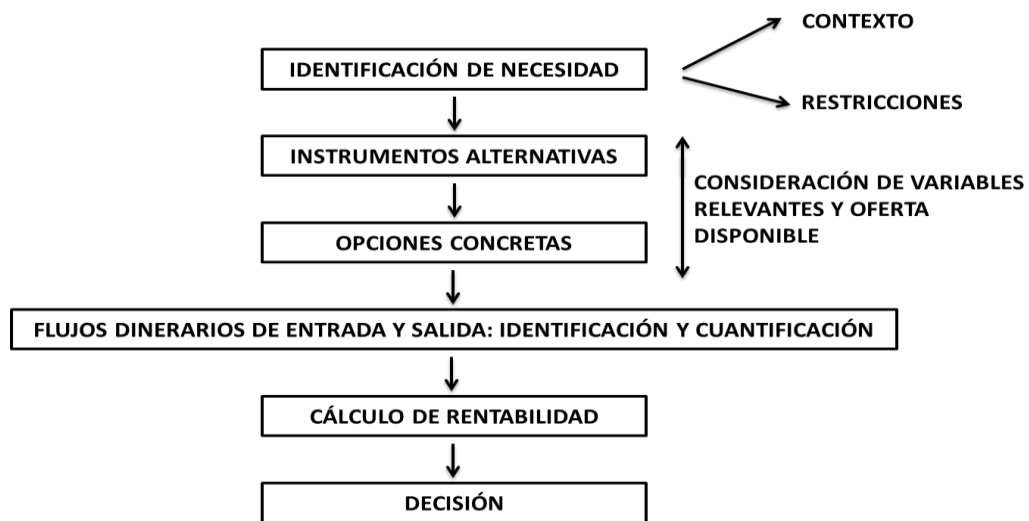 CONTEXTO
IDENTIFICACIÓN DE NECESIDAD
RESTRICCIONES
INSTRUMENTOS ALTERNATIVAS
CONSIDERACIÓN DE VARIABLES
RELEVANTES Y OFERTA
DISPONIBLE
OPCIONES CONCRETAS
FLUJOS DINERARIOS DE ENTRADA Y SALIDA: IDENTIFICACIÓN Y CUANTIFICACIÓN
CÁLCULO DE RENTABILIDAD
DECISIÓN